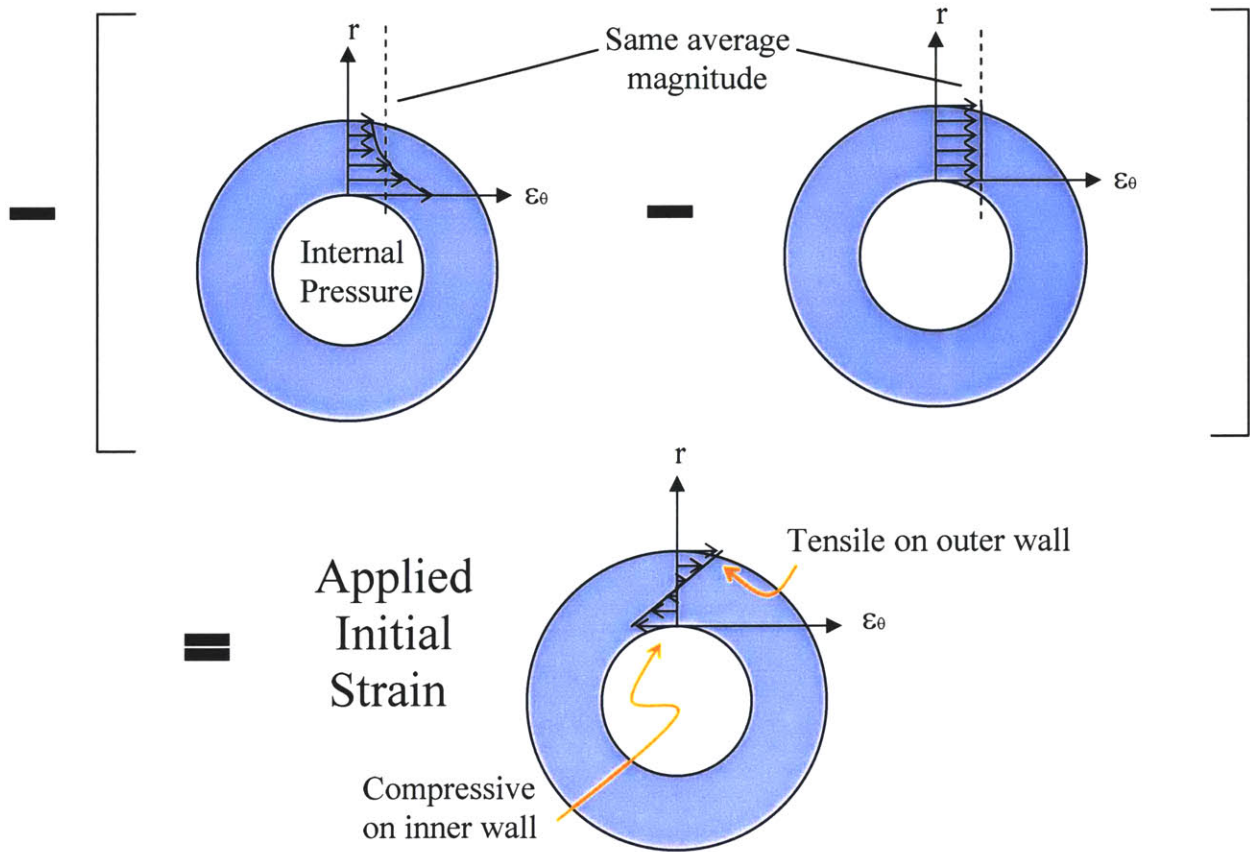 r
Same average
magnitude
r
εθ
εθ
Internal
Pressure
r
Tensile on outer wall
Applied
Initial
Strain
εθ
Compressive
on inner wall